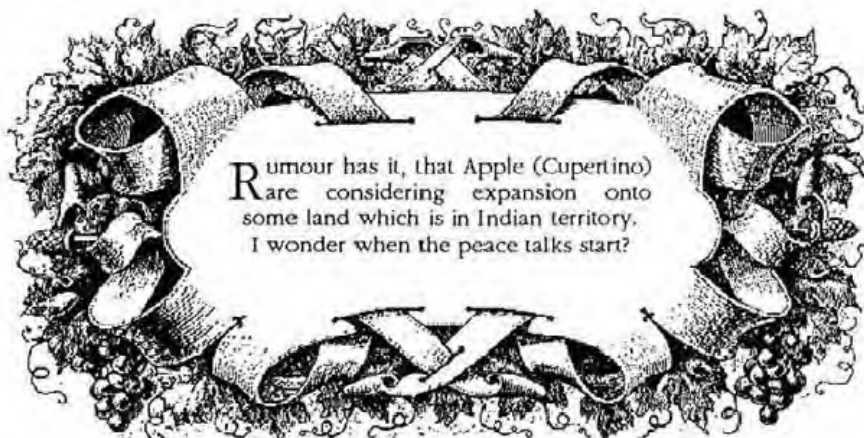 Rumour has it, that Apple (Cupertino)
are considering expansion onto
some land which is in Indian territory.
I wonder when the peace talks start?